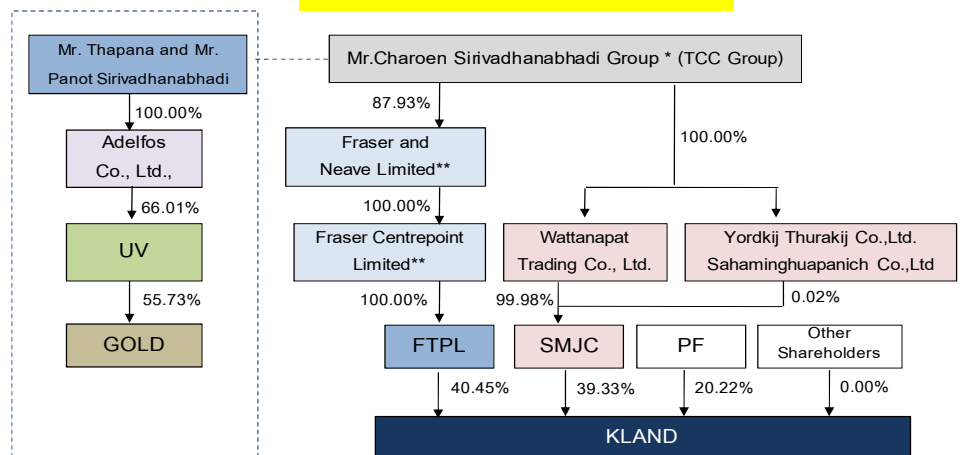 Mr. Thapana and Mr.
Panot Sirivadhanabhadi
Mr.Charoen Sirivadhanabhadi Group * (TCC Group)
100.00%
87.93%
100.00%
Adelfos
Co., Ltd.,
Fraser and
Neave Limited**
66.01%
100.00%
UV
Fraser Centrepoint
Limited**
Wattanapat
Trading Co., Ltd.
Yordkij Thurakij Co.,Ltd.
Sahaminghuapanich Co.,Ltd
55.73%
100.00%
99.98%
0.02%
GOLD
FTPL
SMJC
PF
Other
Shareholders
40.45%
39.33%
20.22%
0.00%
KLAND